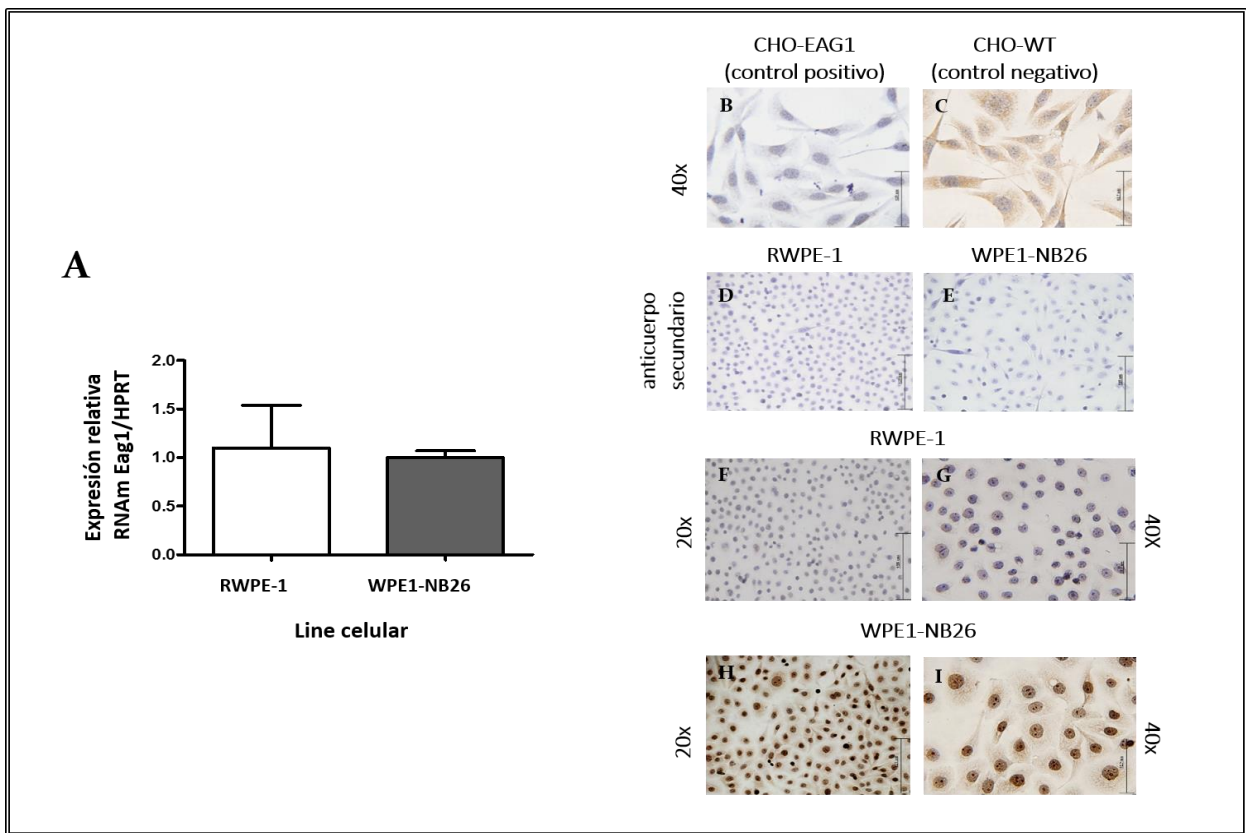 CHO-EAG1
(control positivo)
CHO-WT
(control negativo)
B
C
40x
RWPE-1
WPE1-NB26
A
D
E
anticuerpo
secundario
Expresión relativa
RNAm Eag1/HPRT
2.0
1.5
1.0
0.5
0.0
RWPE-1
WPE1-NB26
Line celular
RWPE-1
F
G
20x
40X
WPE1-NB26
H
I
20x
40x